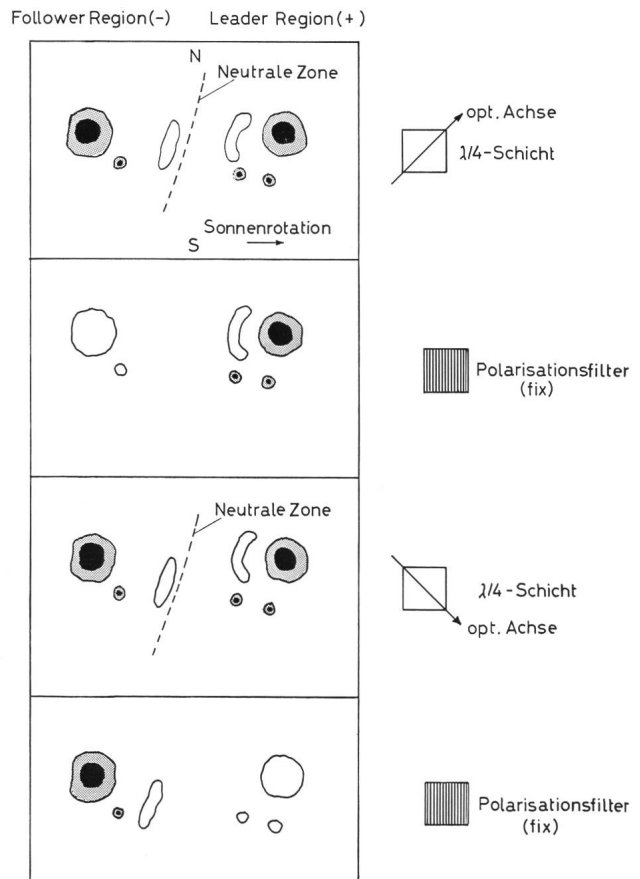 Follower Region(-)
Leader Region(+)
N
Neutrale Zone
S
Sonnenrotation
opt. Achse
λ/4-Schicht
Polarisationsfilter
(fix)
Neutrale Zone
λ/4-Schicht
opt. Achse
Polarisationsfilter
(fix)